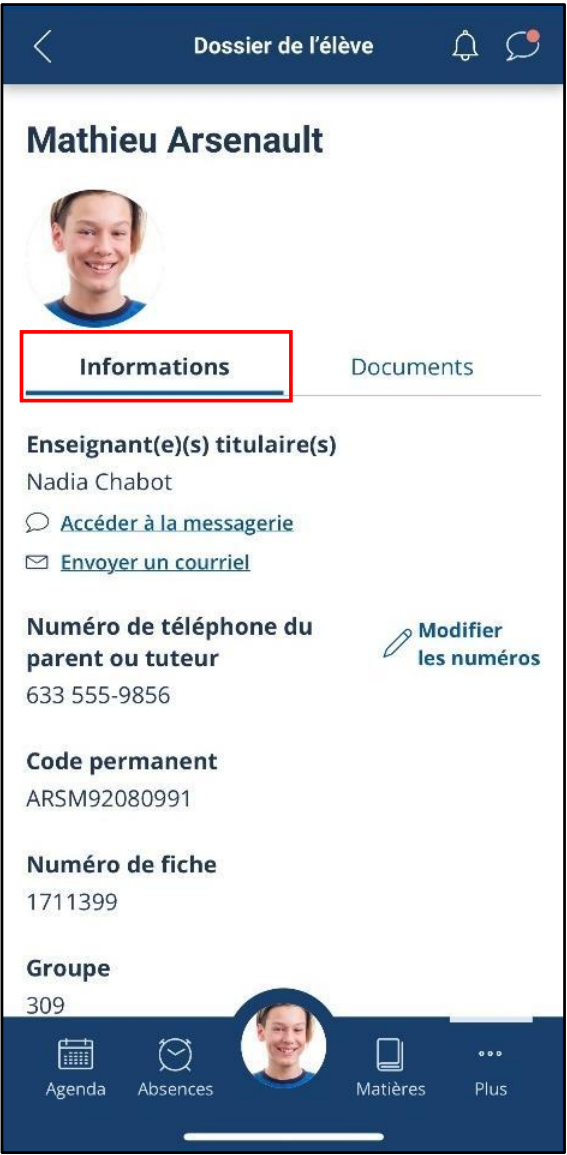 Dossier de l'élève
Mathieu Arsenault
Informations
Documents
Enseignant(e)(s) titulaire(s)
Nadia Chabot
Accéder à la messagerie
Envoyer un courriel
Numéro de téléphone du
parent ou tuteur
Modifier
les numéros
633 555-9856
Code permanent
ARSM92080991
Numéro de fiche
1711399
Groupe
309
Agenda
Absences
Matières
Plus